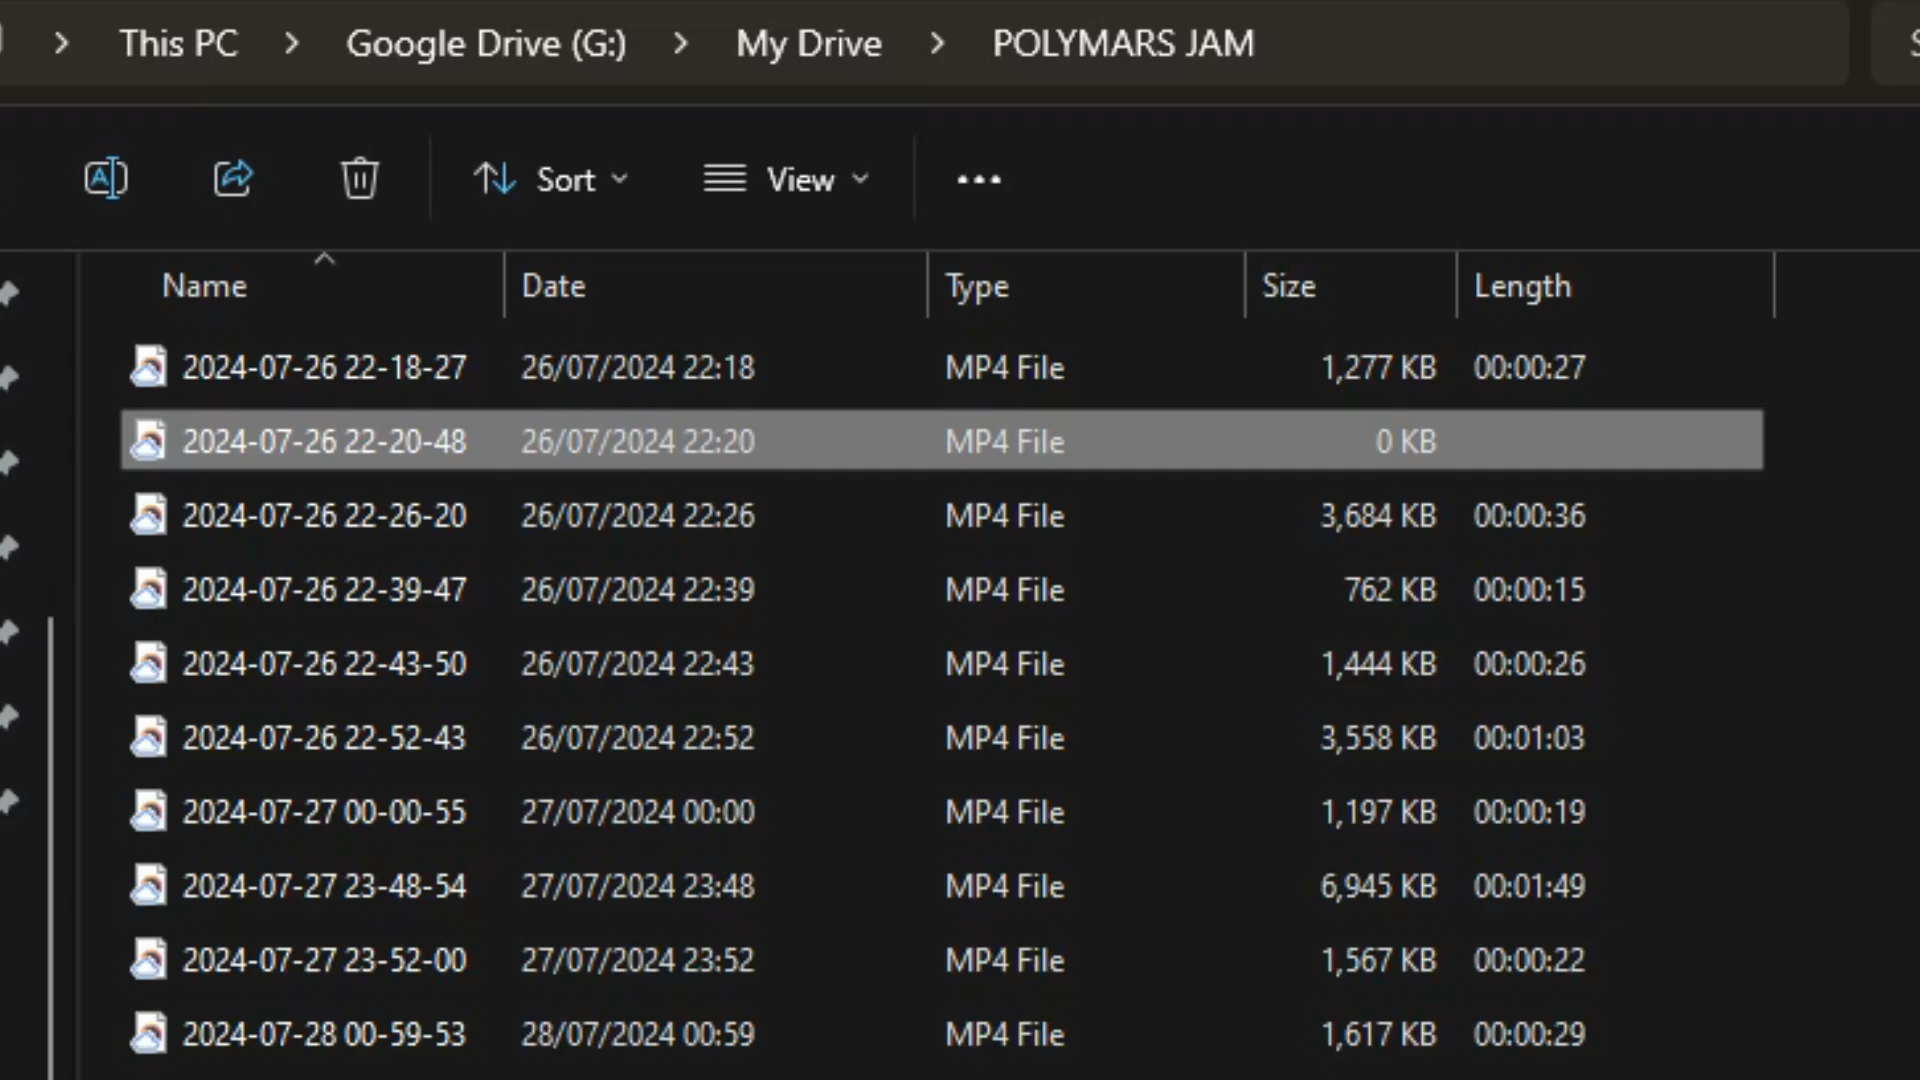 This PC > Google Drive (G:) > My Drive > POLYMARS JAM
Sort View ...
Name Date Type Size Length
2024-07-26 22-18-27 26/07/2024 22:18 MP4 File 1,277 KB 00:00:27
2024-07-26 22-20-48 26/07/2024 22:20 MP4 File 0 KB
2024-07-26 22-26-20 26/07/2024 22:26 MP4 File 3,684 KB 00:00:36
2024-07-26 22-39-47 26/07/2024 22:39 MP4 File 762 KB 00:00:15
2024-07-26 22-43-50 26/07/2024 22:43 MP4 File 1,444 KB 00:00:26
2024-07-26 22-52-43 26/07/2024 22:52 MP4 File 3,558 KB 00:01:03
2024-07-27 00-00-55 27/07/2024 00:00 MP4 File 1,197 KB 00:00:19
2024-07-27 23-48-54 27/07/2024 23:48 MP4 File 6,945 KB 00:01:49
2024-07-27 23-52-00 27/07/2024 23:52 MP4 File 1,567 KB 00:00:22
2024-07-28 00-59-53 28/07/2024 00:59 MP4 File 1,617 KB 00:00:29